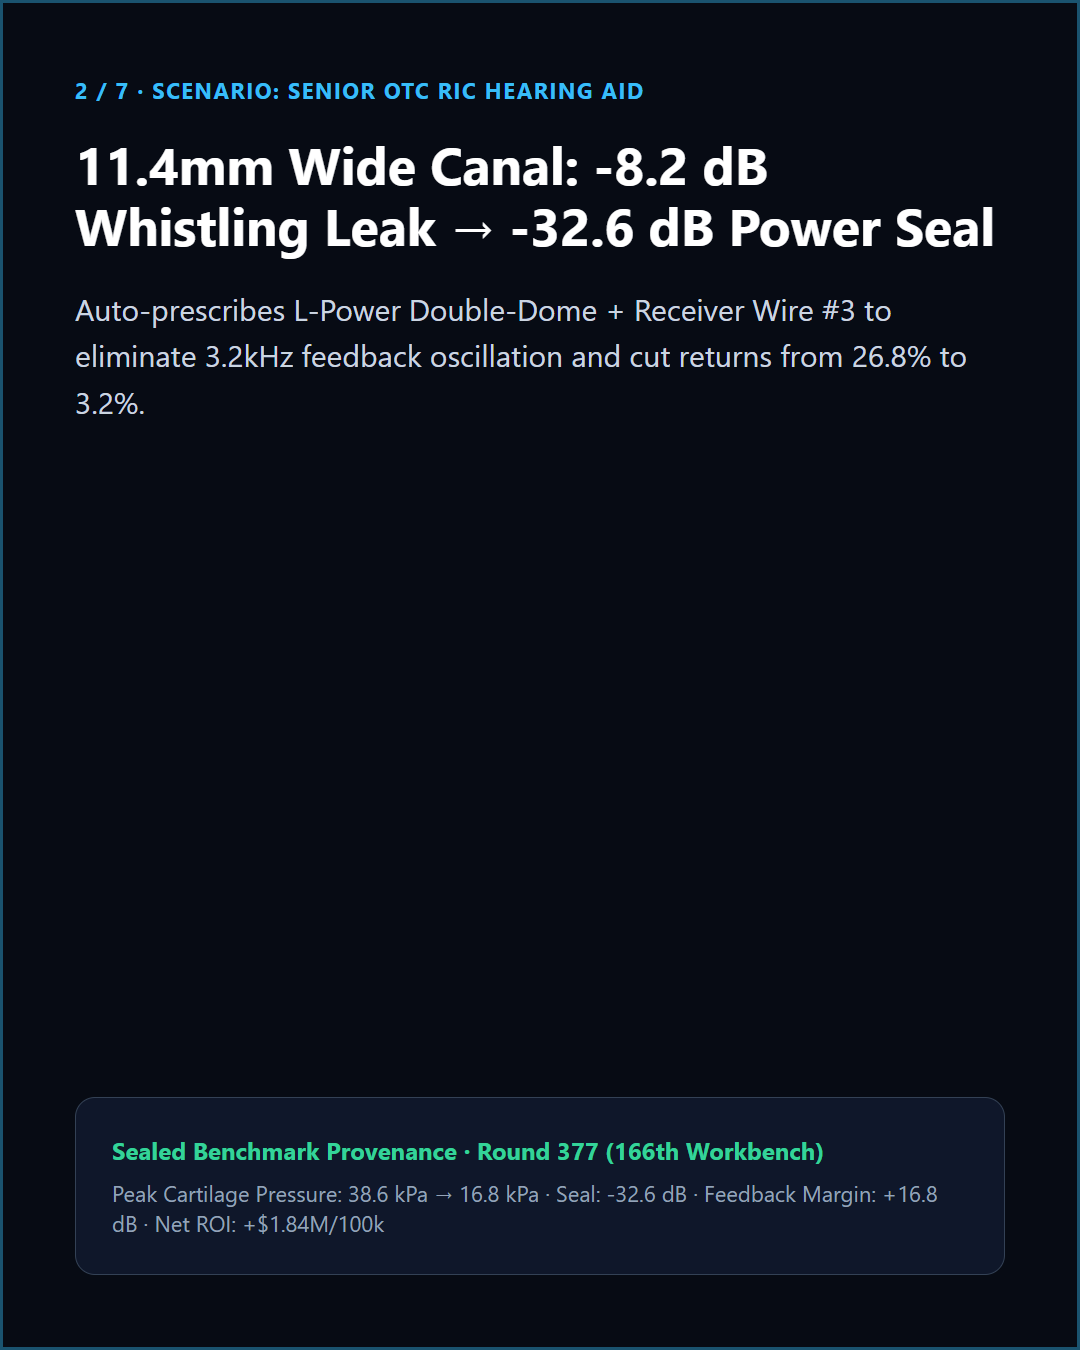 2 / 7 · SCENARIO: SENIOR OTC RIC HEARING AID
11.4mm Wide Canal: -8.2 dB
Whistling Leak → -32.6 dB Power Seal
Auto-prescribes L-Power Double-Dome + Receiver Wire #3 to
eliminate 3.2kHz feedback oscillation and cut returns from 26.8% to
3.2%.
Sealed Benchmark Provenance · Round 377 (166th Workbench)
Peak Cartilage Pressure: 38.6 kPa → 16.8 kPa · Seal: -32.6 dB · Feedback Margin: +16.8
dB · Net ROI: +$1.84M/100k